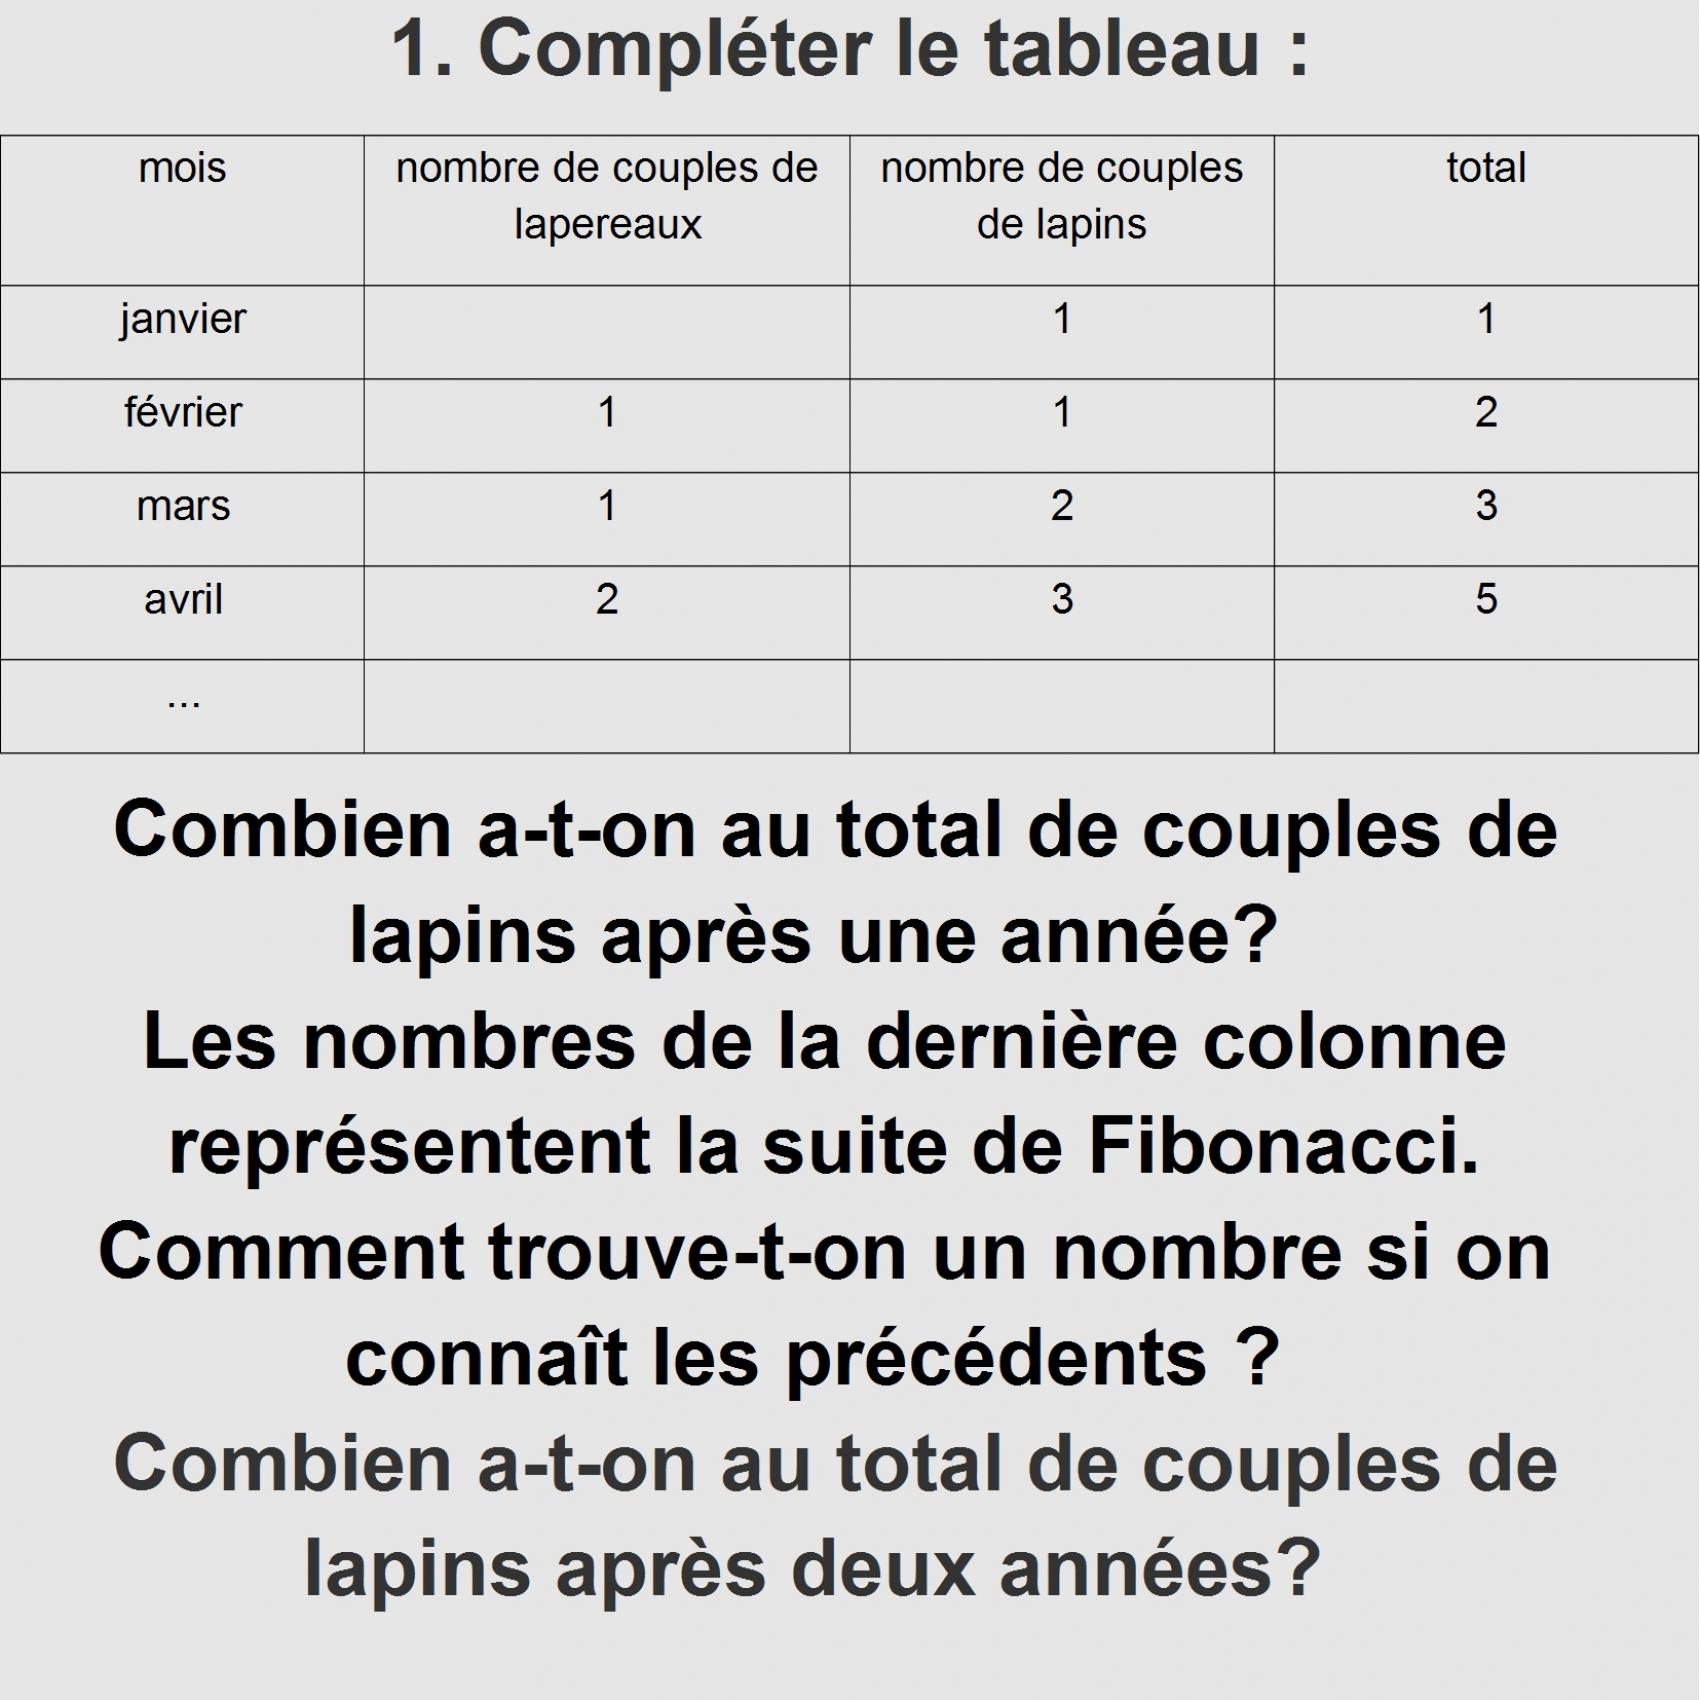 1. Compléter le tableau :
mois nombre de couples de lapereaux nombre de couples de lapins total
janvier 1 1
février 1 1 2
mars 1 2 3
avril 2 3 5
...
Combien a-t-on au total de couples de
lapins après une année?
Les nombres de la dernière colonne
représentent la suite de Fibonacci.
Comment trouve-t-on un nombre si on
connaît les précédents ?
Combien a-t-on au total de couples de
lapins après deux années?